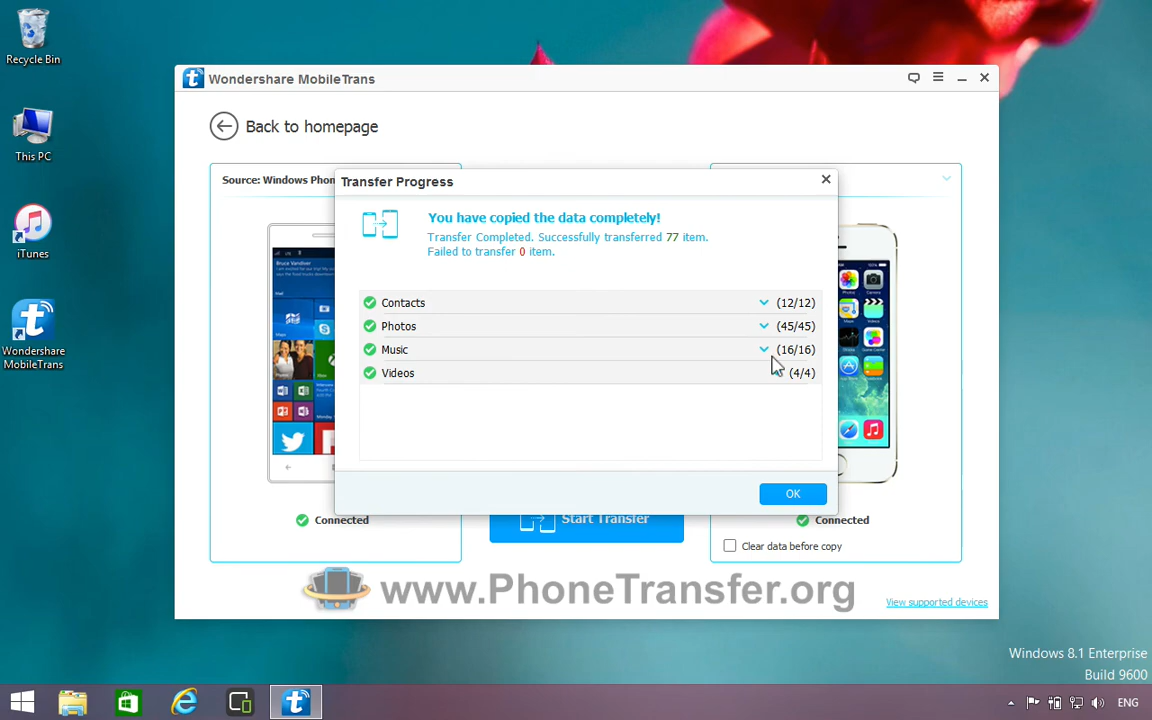 Recycle Bin
This PC
iTunes
Wondershare
MobileTrans
Wondershare MobileTrans
Back to homepage
Source: Windows Phon
Transfer Progress
You have copied the data completely!
Transfer Completed. Successfully transferred 77 item.
Failed to transfer 0 item.
Contacts (12/12)
Photos (45/45)
Music (16/16)
Videos (4/4)
OK
Connected
Start Transfer
Connected
Clear data before copy
www.PhoneTransfer.org
View supported devices
Windows 8.1 Enterprise
Build 9600
ENG